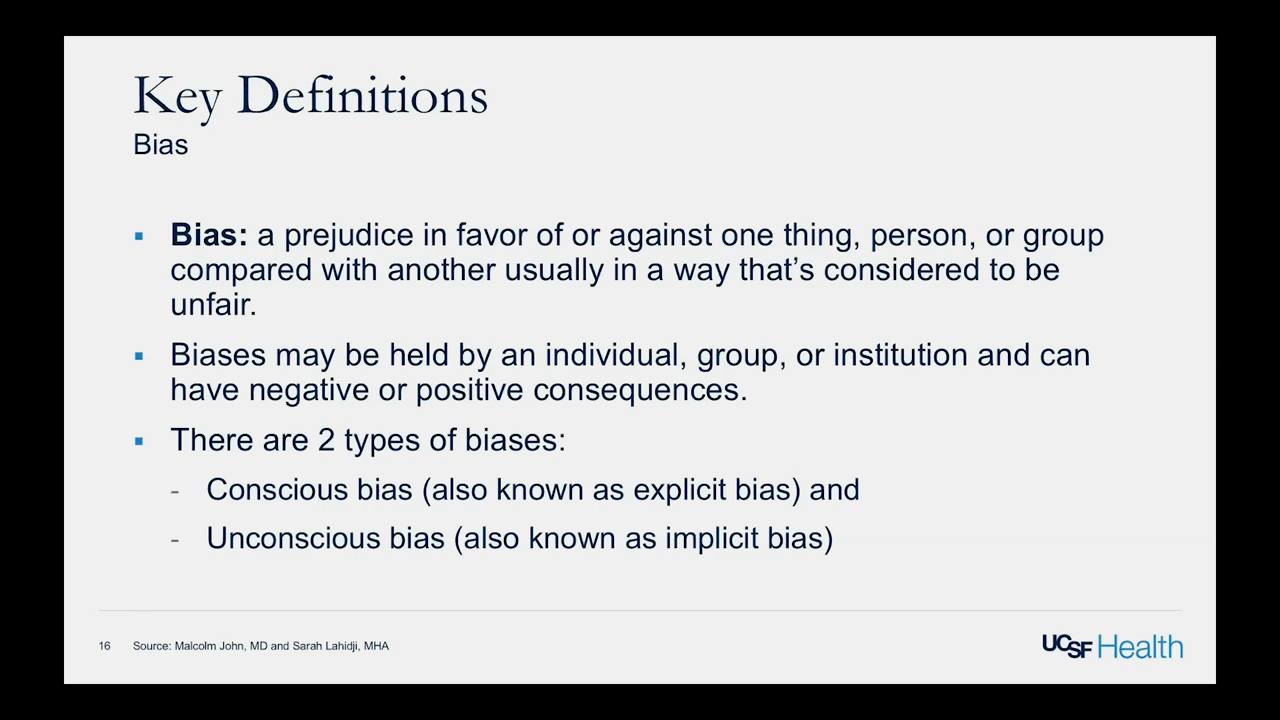 Key Definitions
Bias
▪ Bias: a prejudice in favor of or against one thing, person, or group
compared with another usually in a way that’s considered to be
unfair.
▪ Biases may be held by an individual, group, or institution and can
have negative or positive consequences.
▪ There are 2 types of biases:
- Conscious bias (also known as explicit bias) and
- Unconscious bias (also known as implicit bias)
16 Source: Malcolm John, MD and Sarah Lahidji, MHA
UCSF Health